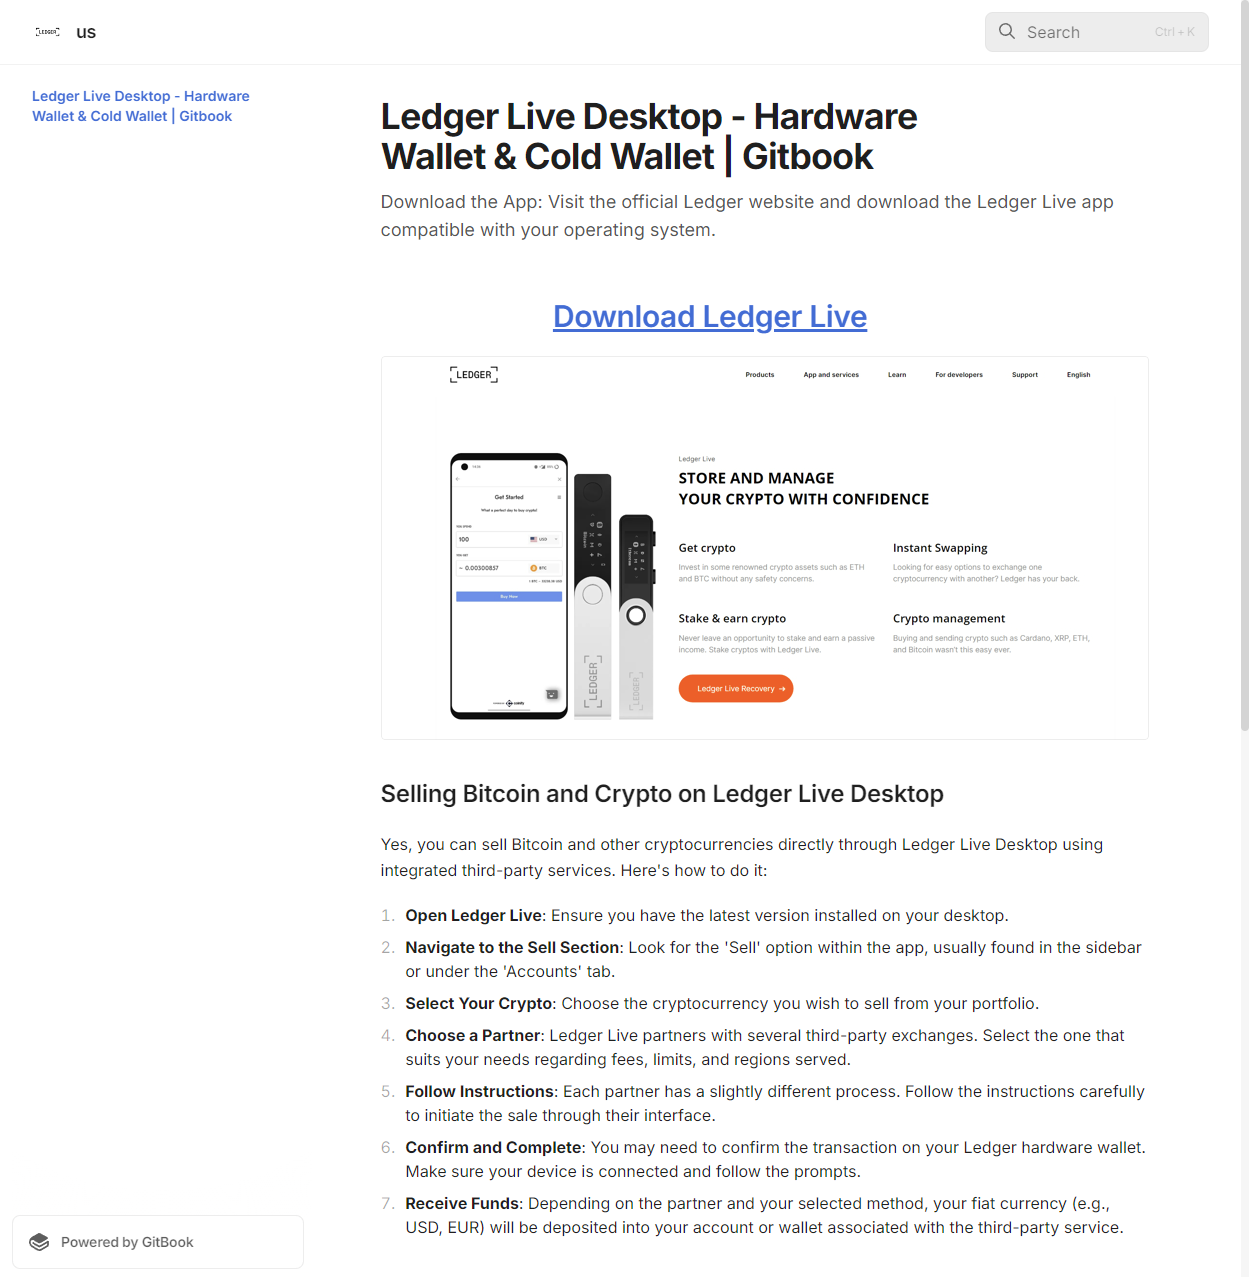 LEDGER
us
Search
Ctrl + K
Ledger Live Desktop - Hardware
Wallet & Cold Wallet | Gitbook
Ledger Live Desktop - Hardware
Wallet & Cold Wallet | Gitbook
Download the App: Visit the official Ledger website and download the Ledger Live app
compatible with your operating system.
Download Ledger Live
LEDGER
Products
App and services
Learn
For developers
Support
English
Get Started
What a perfect day to buy crypto!
100
USD
~ 0.00300857
BTC
Buy Now
Bitcoin
LEDGER
LEDGER
Ledger Live
STORE AND MANAGE
YOUR CRYPTO WITH CONFIDENCE
Get crypto
Invest in some renowned crypto assets such as ETH
and BTC without any safety concerns.
Instant Swapping
Looking for easy options to exchange one
cryptocurrency with another? Ledger has your back.
Stake & earn crypto
Never leave an opportunity to stake and earn a passive
income. Stake cryptos with Ledger Live.
Crypto management
Buying and sending crypto such as Cardano, XRP, ETH,
and Bitcoin wasn't this easy ever.
Ledger Live Recovery →
Selling Bitcoin and Crypto on Ledger Live Desktop
Yes, you can sell Bitcoin and other cryptocurrencies directly through Ledger Live Desktop using
integrated third-party services. Here's how to do it:
1. Open Ledger Live: Ensure you have the latest version installed on your desktop.
2. Navigate to the Sell Section: Look for the 'Sell' option within the app, usually found in the sidebar
or under the 'Accounts' tab.
3. Select Your Crypto: Choose the cryptocurrency you wish to sell from your portfolio.
4. Choose a Partner: Ledger Live partners with several third-party exchanges. Select the one that
suits your needs regarding fees, limits, and regions served.
5. Follow Instructions: Each partner has a slightly different process. Follow the instructions carefully
to initiate the sale through their interface.
6. Confirm and Complete: You may need to confirm the transaction on your Ledger hardware wallet.
Make sure your device is connected and follow the prompts.
7. Receive Funds: Depending on the partner and your selected method, your fiat currency (e.g.,
USD, EUR) will be deposited into your account or wallet associated with the third-party service.
Powered by GitBook